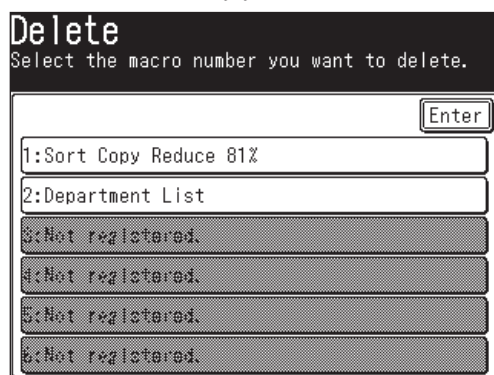 Delete
Select the macro number you want to delete.
Enter
1:Sort Copy Reduce 81%
2:Department List
3:Not registered.
4:Not registered.
5:Not registered.
6:Not registered.